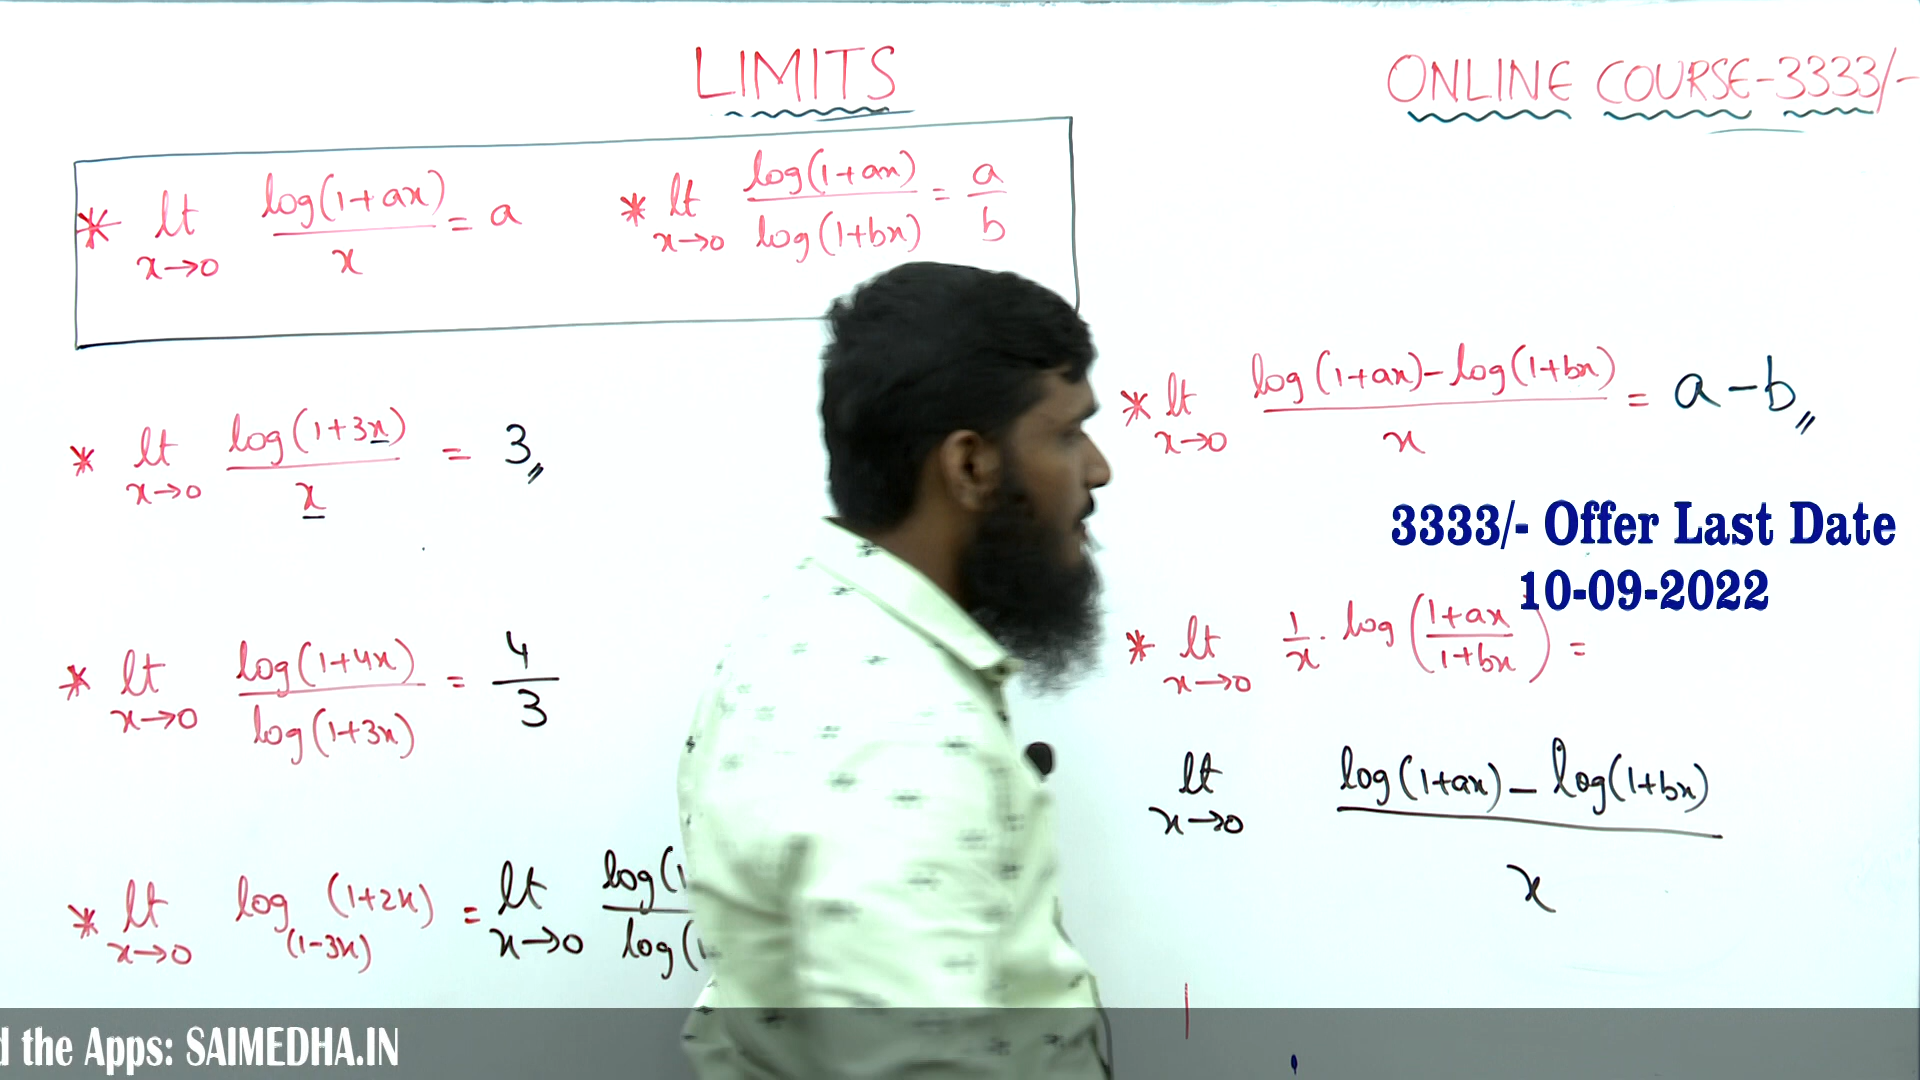 LIMITS
ONLINE COURSE-3333/-
* lt x→0 log(1+ax)/x = a
* lt x→0 log(1+ax)/log(1+bx) = a/b
* lt x→0 log(1+3x)/x = 3
* lt x→0 log(1+4x)/log(1+3x) = 4/3
* lt x→0 log(1-3x) (1+2x) = lt x→0 log(1 / log(1
* lt x→0 log(1+ax)-log(1+bx)/x = a-b
3333/- Offer Last Date
10-09-2022
* lt x→0 1/x . log(1+ax/1+bx) =
lt x→0 log(1+ax) - log(1+bx)/x
the Apps: SAIMEDHA.IN